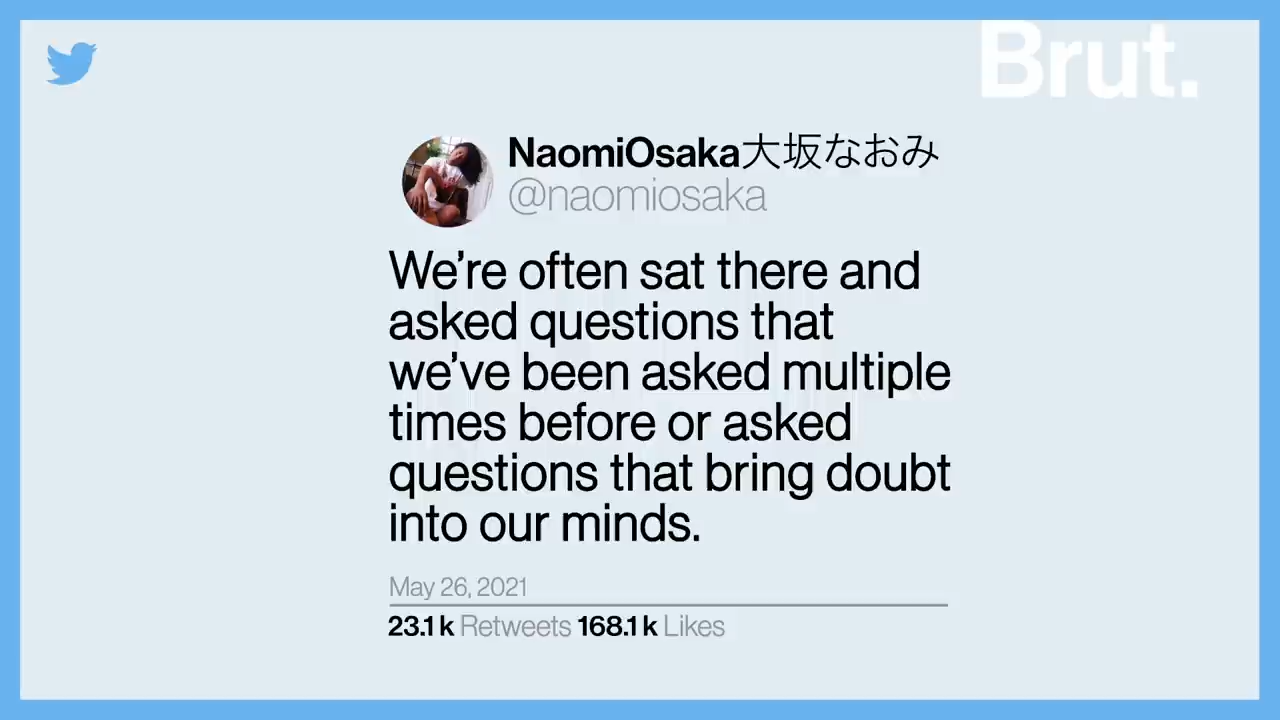 Brut.
NaomiOsaka大坂なおみ
@naomiosaka
We’re often sat there and
asked questions that
we’ve been asked multiple
times before or asked
questions that bring doubt
into our minds.
May 26, 2021
23.1k Retweets 168.1k Likes